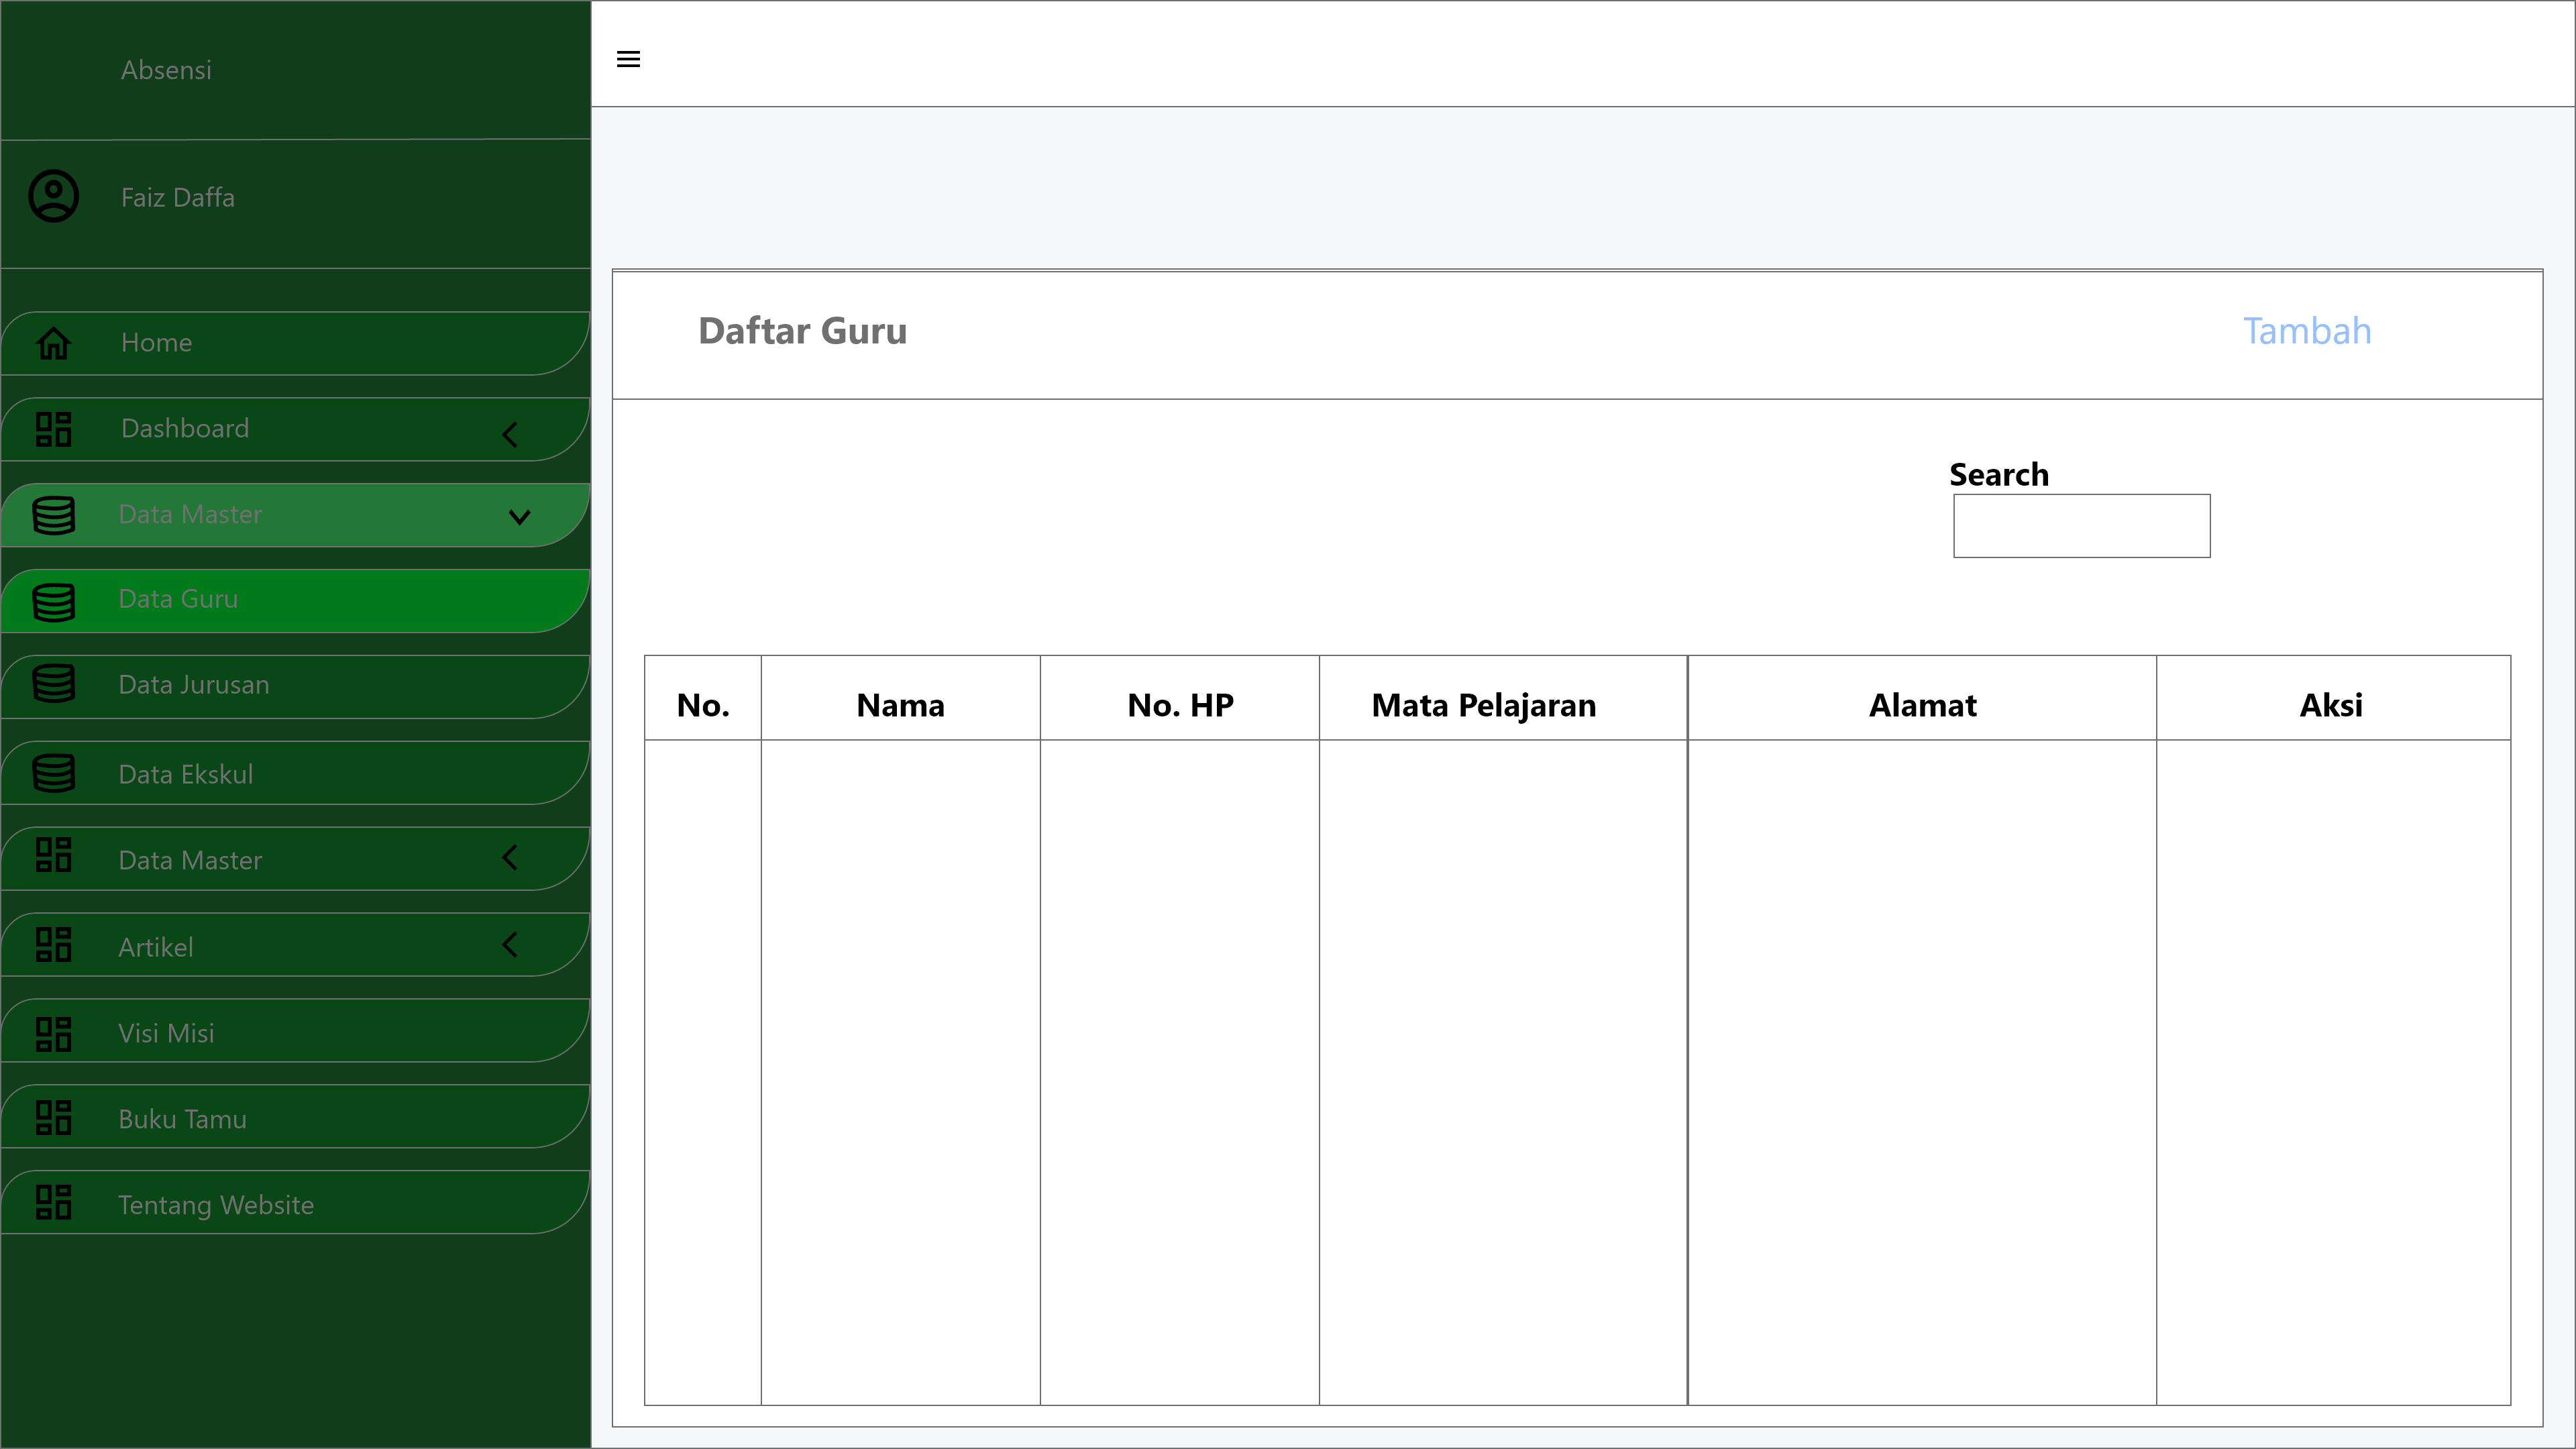 Absensi
Faiz Daffa
Home
Dashboard
Data Master
Data Guru
Data Jurusan
Data Ekskul
Data Master
Artikel
Visi Misi
Buku Tamu
Tentang Website
Daftar Guru
Tambah
Search
No.
Nama
No. HP
Mata Pelajaran
Alamat
Aksi